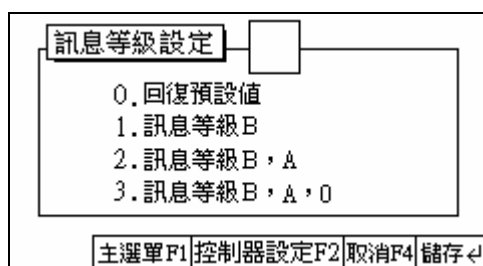 訊息等級設定
0.回復預設值
1.訊息等級B
2.訊息等級B,A
3.訊息等級B,A,0
主選單F1 控制器設定F2 取消F4 儲存↵